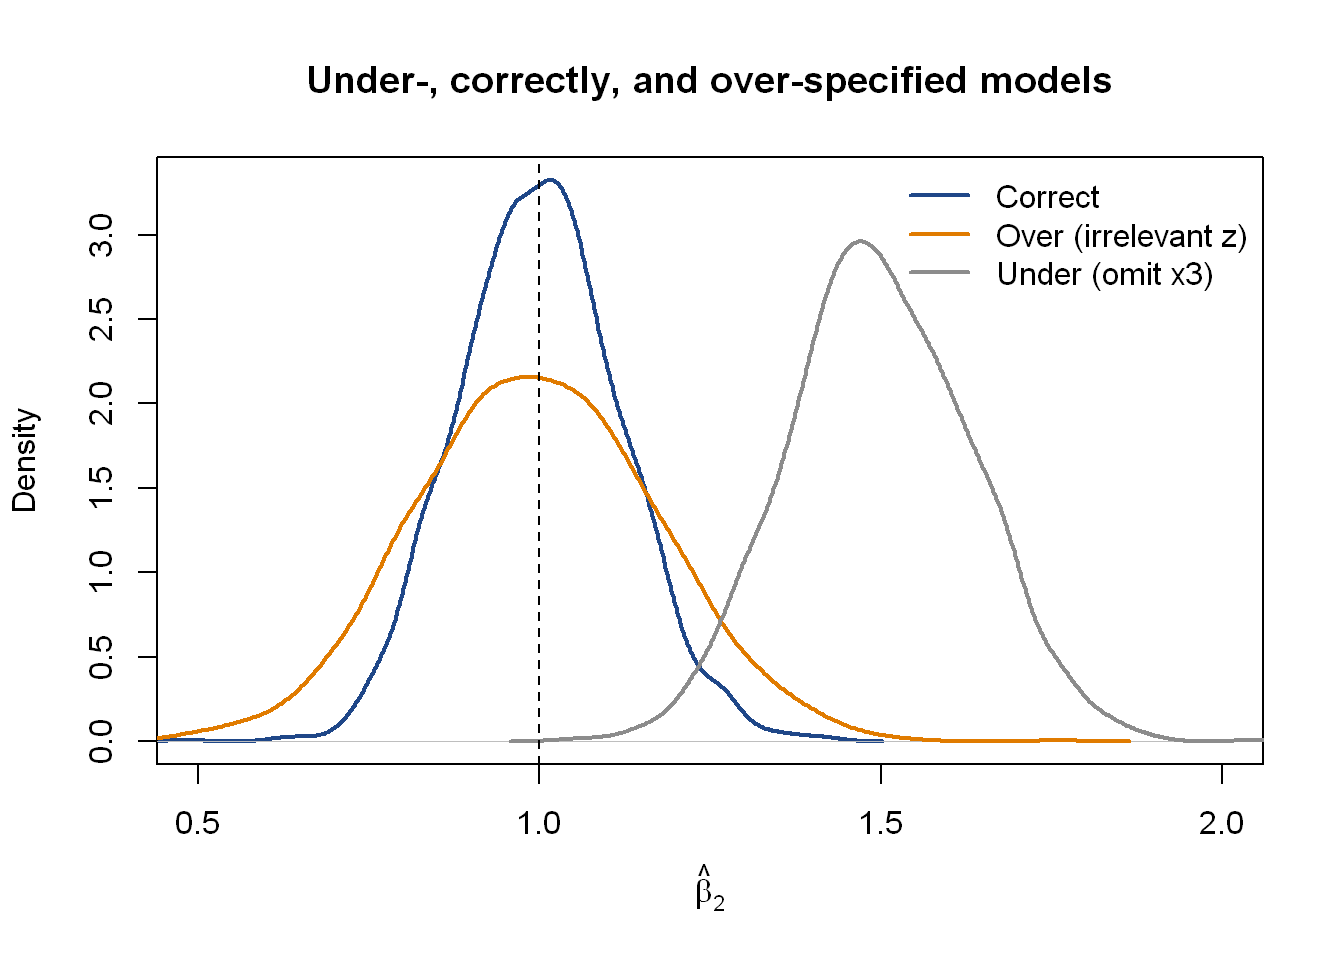 Under-, correctly, and over-specified models
Correct
Over (irrelevant z)
Under (omit x3)
Density
3.0
2.5
2.0
1.5
1.0
0.5
0.0
0.5 1.0 1.5 2.0
β̂₂